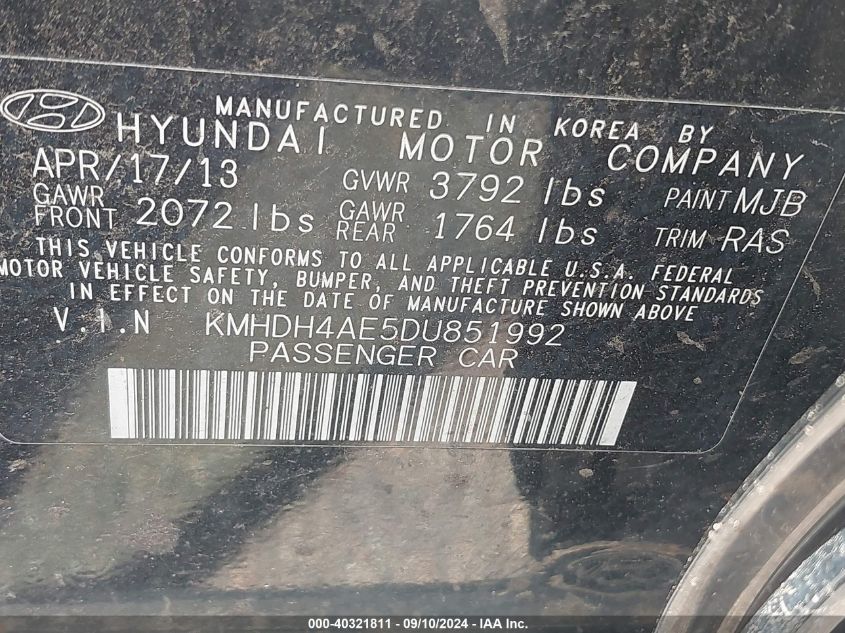 MANUFACTURED IN KOREA BY
HYUNDAI MOTOR COMPANY
APR/17/13 GVWR 3792 lbs PAINT MJB
GAWR FRONT 2072 lbs GAWR REAR 1764 lbs TRIM RAS
THIS VEHICLE CONFORMS TO ALL APPLICABLE U.S.A. FEDERAL
MOTOR VEHICLE SAFETY, BUMPER, AND THEFT PREVENTION STANDARDS
IN EFFECT ON THE DATE OF MANUFACTURE SHOWN ABOVE
V.I.N KMHDH4AE5DU851992
PASSENGER CAR
000-40321811 - 09/10/2024 - IAA Inc.